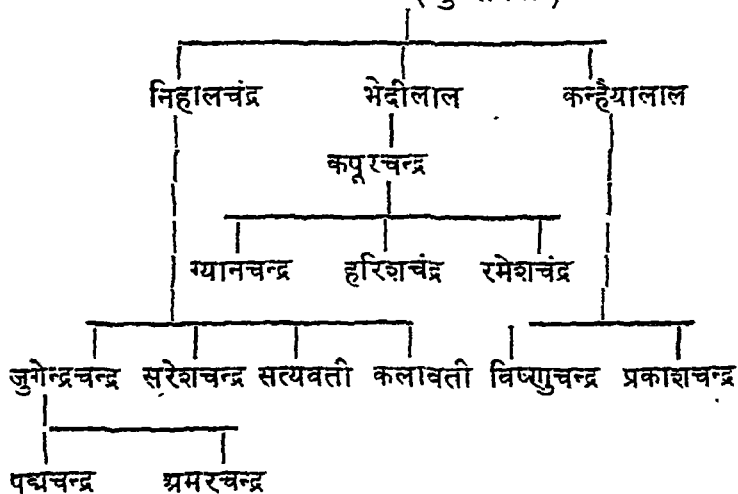 निहालचंद्र भेदीलाल कन्हैयालाल
कपूरचन्द्र
ग्यानचन्द्र हरिशचंद्र रमेशचंद्र
जुगेन्द्रचन्द्र सुरेशचन्द्र सत्यवती कलावती विष्णुचन्द्र प्रकाशचन्द्र
पद्मचन्द्र अमरचन्द्र